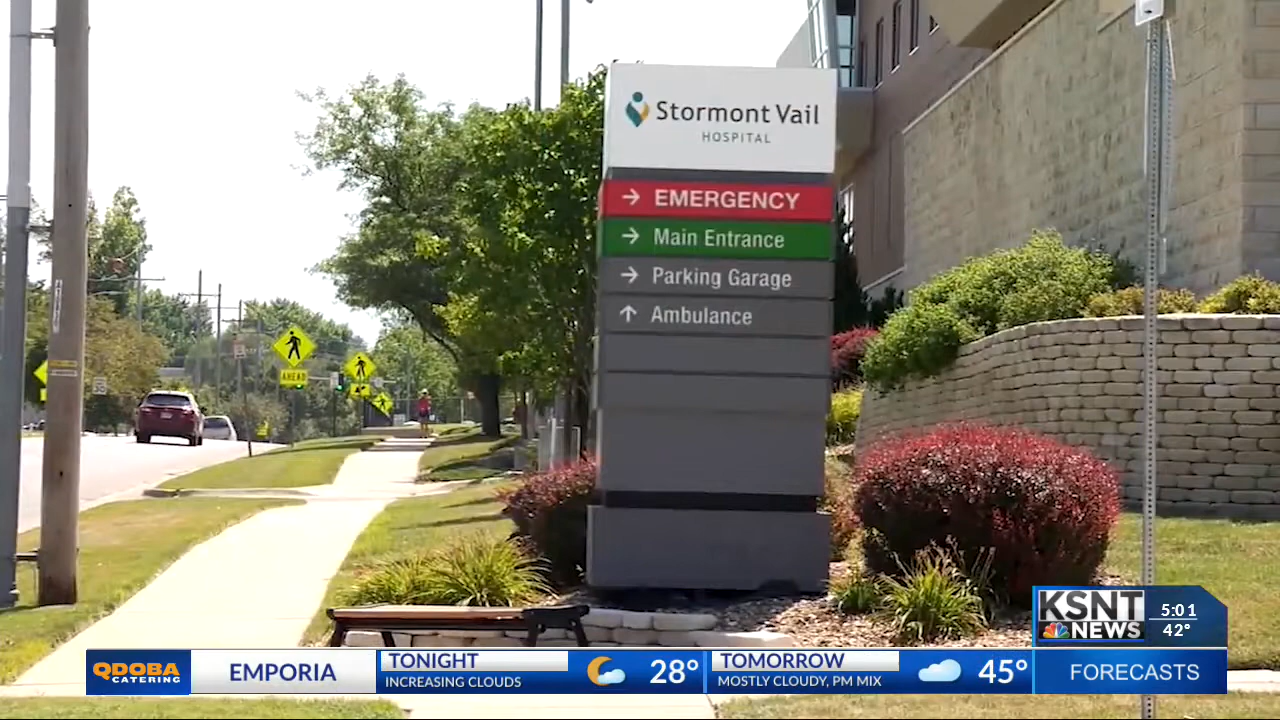 Stormont Vail
HOSPITAL
→ EMERGENCY
→ Main Entrance
→ Parking Garage
↑ Ambulance
AHEAD
KSNT
NEWS
5:01
42°
QDOBA
CATERING
EMPORIA
TONIGHT
INCREASING CLOUDS
28°
TOMORROW
MOSTLY CLOUDY, PM MIX
45°
FORECASTS